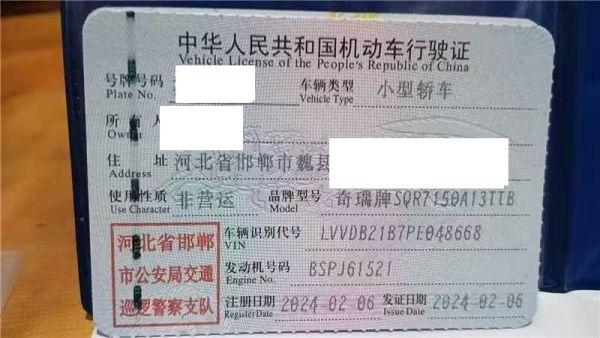 中华人民共和国机动车行驶证
Vehicle License of the People's Republic of China
号牌号码 车辆类型 小型轿车
Plate No. Vehicle Type
所有人
Owner
住址 河北省邯郸市魏县
Address
使用性质 非营运 品牌型号 奇瑞牌SQR7150A13TTB
Use Character Model
河北省邯郸
市公安局交通
巡逻警察支队
车辆识别代号 LVVDB21B7PE048668
VIN
发动机号码 BSPJ61521
Engine No.
注册日期 2024-02-06 发证日期 2024-02-06
Register Date Issue Date